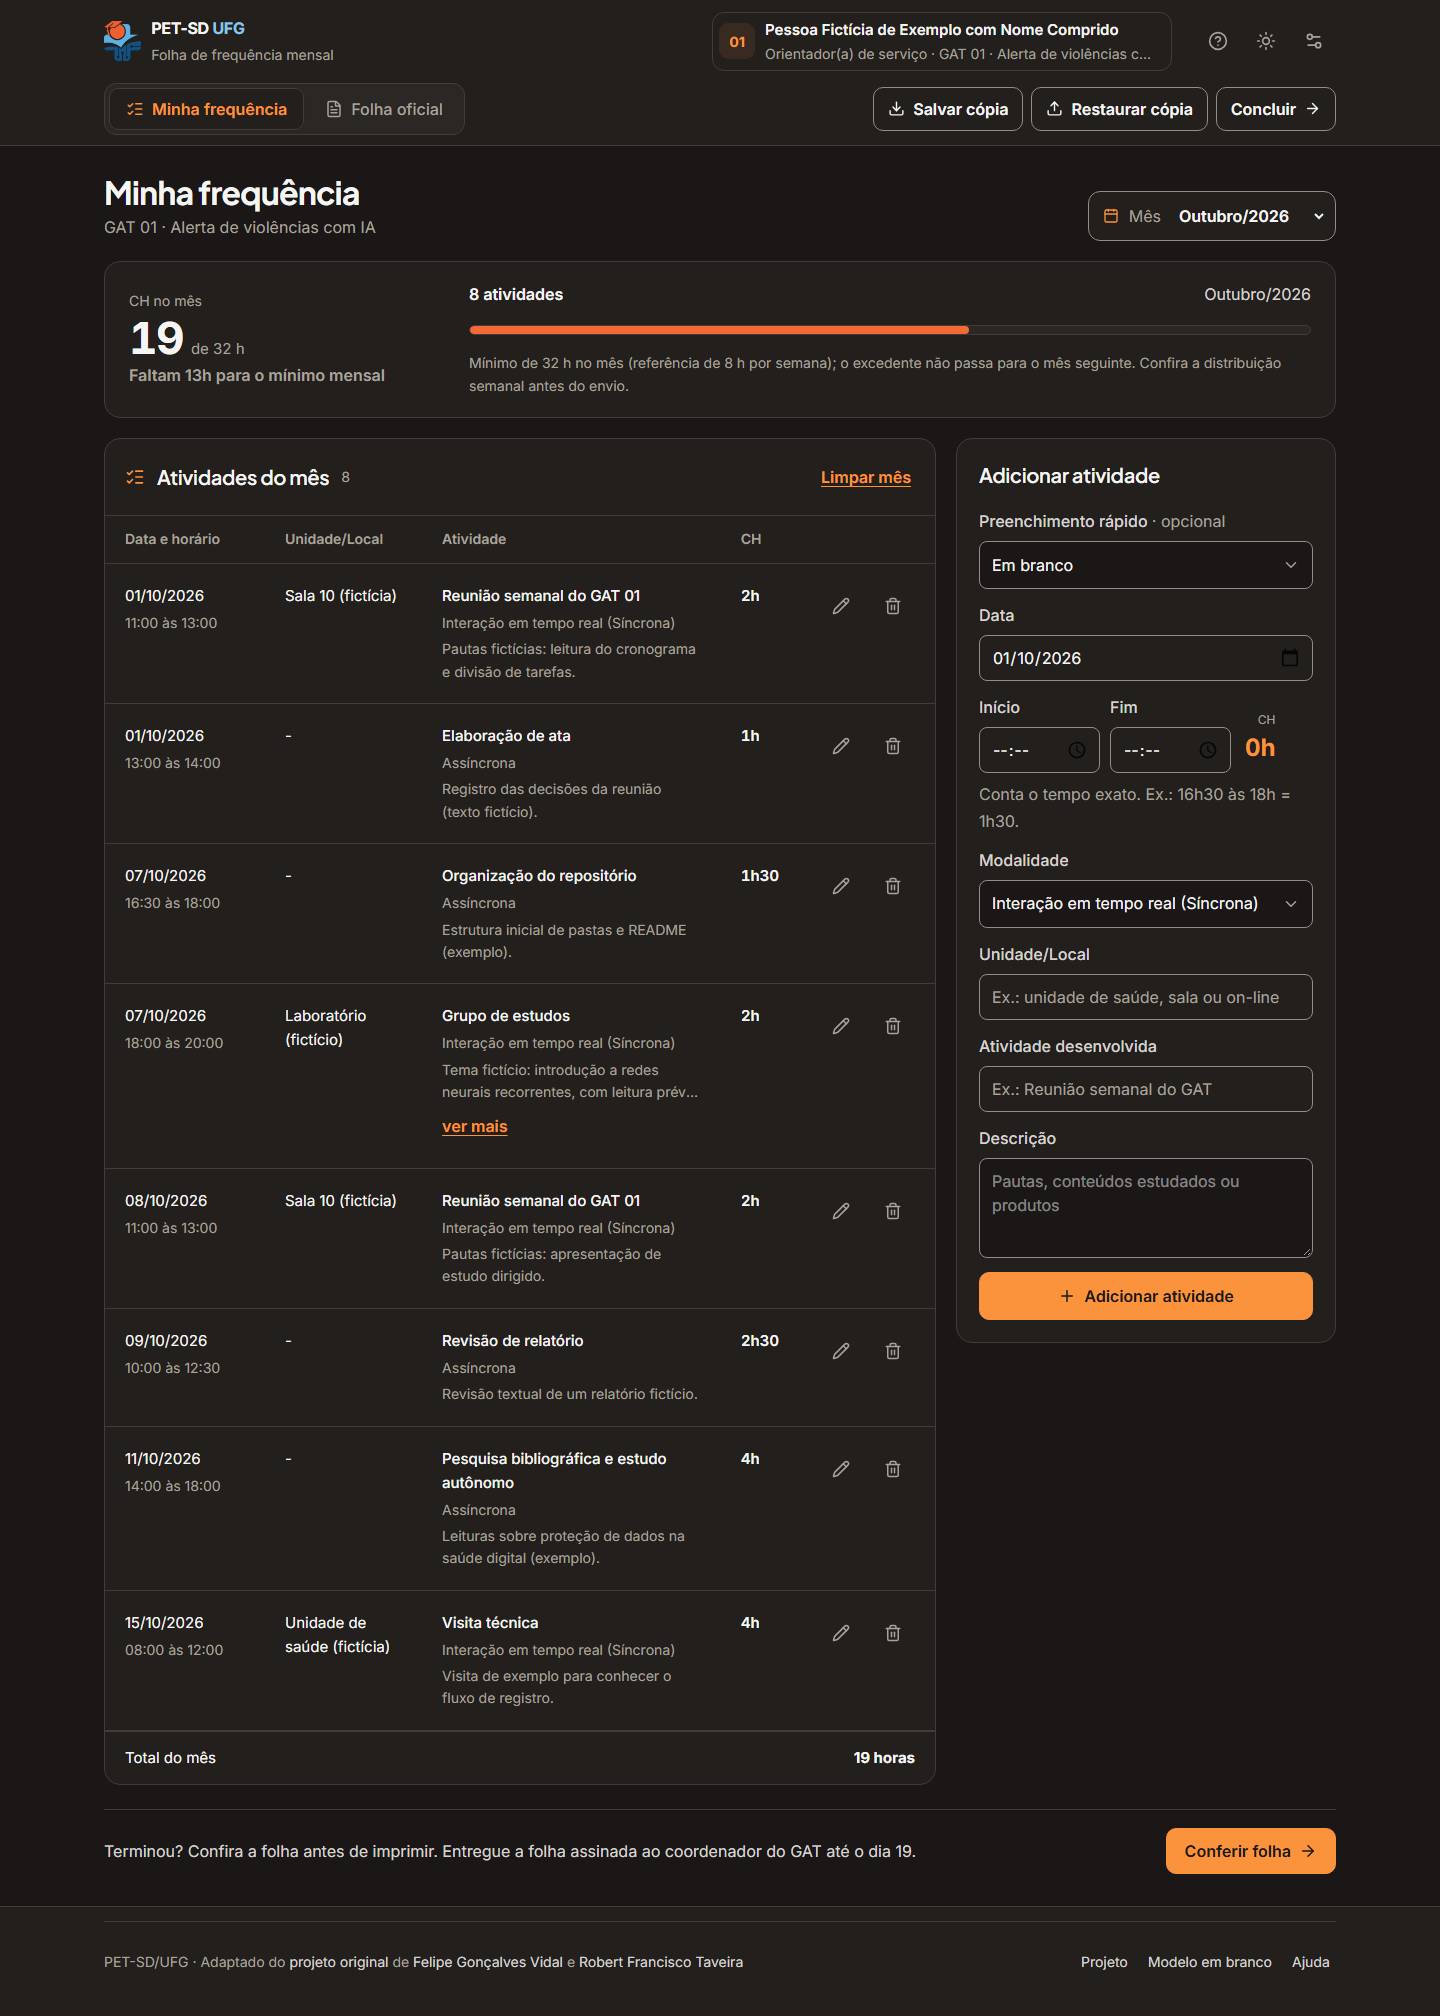 PET-SD UFG
Folha de frequência mensal
01
Pessoa Fictícia de Exemplo com Nome Comprido
Orientador(a) de serviço · GAT 01 · Alerta de violências c...
Minha frequência
Folha oficial
Salvar cópia
Restaurar cópia
Concluir
Minha frequência
GAT 01 · Alerta de violências com IA
Mês Outubro/2026
CH no mês
19 de 32 h
Faltam 13h para o mínimo mensal
8 atividades
Outubro/2026
Mínimo de 32 h no mês (referência de 8 h por semana); o excedente não passa para o mês seguinte. Confira a distribuição
semanal antes do envio.
Atividades do mês 8
Limpar mês
Data e horário Unidade/Local Atividade CH
01/10/2026 Sala 10 (fictícia) Reunião semanal do GAT 01 2h
11:00 às 13:00 Interação em tempo real (Síncrona)
Pautas fictícias: leitura do cronograma
e divisão de tarefas.
01/10/2026 - Elaboração de ata 1h
13:00 às 14:00 Assíncrona
Registro das decisões da reunião
(texto fictício).
07/10/2026 - Organização do repositório 1h30
16:30 às 18:00 Assíncrona
Estrutura inicial de pastas e README
(exemplo).
07/10/2026 Laboratório Grupo de estudos 2h
18:00 às 20:00 (fictício) Interação em tempo real (Síncrona)
Tema fictício: introdução a redes
neurais recorrentes, com leitura prév...
ver mais
08/10/2026 Sala 10 (fictícia) Reunião semanal do GAT 01 2h
11:00 às 13:00 Interação em tempo real (Síncrona)
Pautas fictícias: apresentação de
estudo dirigido.
09/10/2026 - Revisão de relatório 2h30
10:00 às 12:30 Assíncrona
Revisão textual de um relatório fictício.
11/10/2026 - Pesquisa bibliográfica e estudo 4h
autônomo
14:00 às 18:00 Assíncrona
Leituras sobre proteção de dados na
saúde digital (exemplo).
15/10/2026 Unidade de Visita técnica 4h
08:00 às 12:00 saúde (fictícia) Interação em tempo real (Síncrona)
Visita de exemplo para conhecer o
fluxo de registro.
Total do mês 19 horas
Adicionar atividade
Preenchimento rápido · opcional
Em branco
Data
01/10/2026
Início Fim CH
--:-- --:-- 0h
Conta o tempo exato. Ex.: 16h30 às 18h =
1h30.
Modalidade
Interação em tempo real (Síncrona)
Unidade/Local
Ex.: unidade de saúde, sala ou on-line
Atividade desenvolvida
Ex.: Reunião semanal do GAT
Descrição
Pautas, conteúdos estudados ou
produtos
Adicionar atividade
Terminou? Confira a folha antes de imprimir. Entregue a folha assinada ao coordenador do GAT até o dia 19.
Conferir folha
PET-SD/UFG · Adaptado do projeto original de Felipe Gonçalves Vidal e Robert Francisco Taveira
Projeto Modelo em branco Ajuda